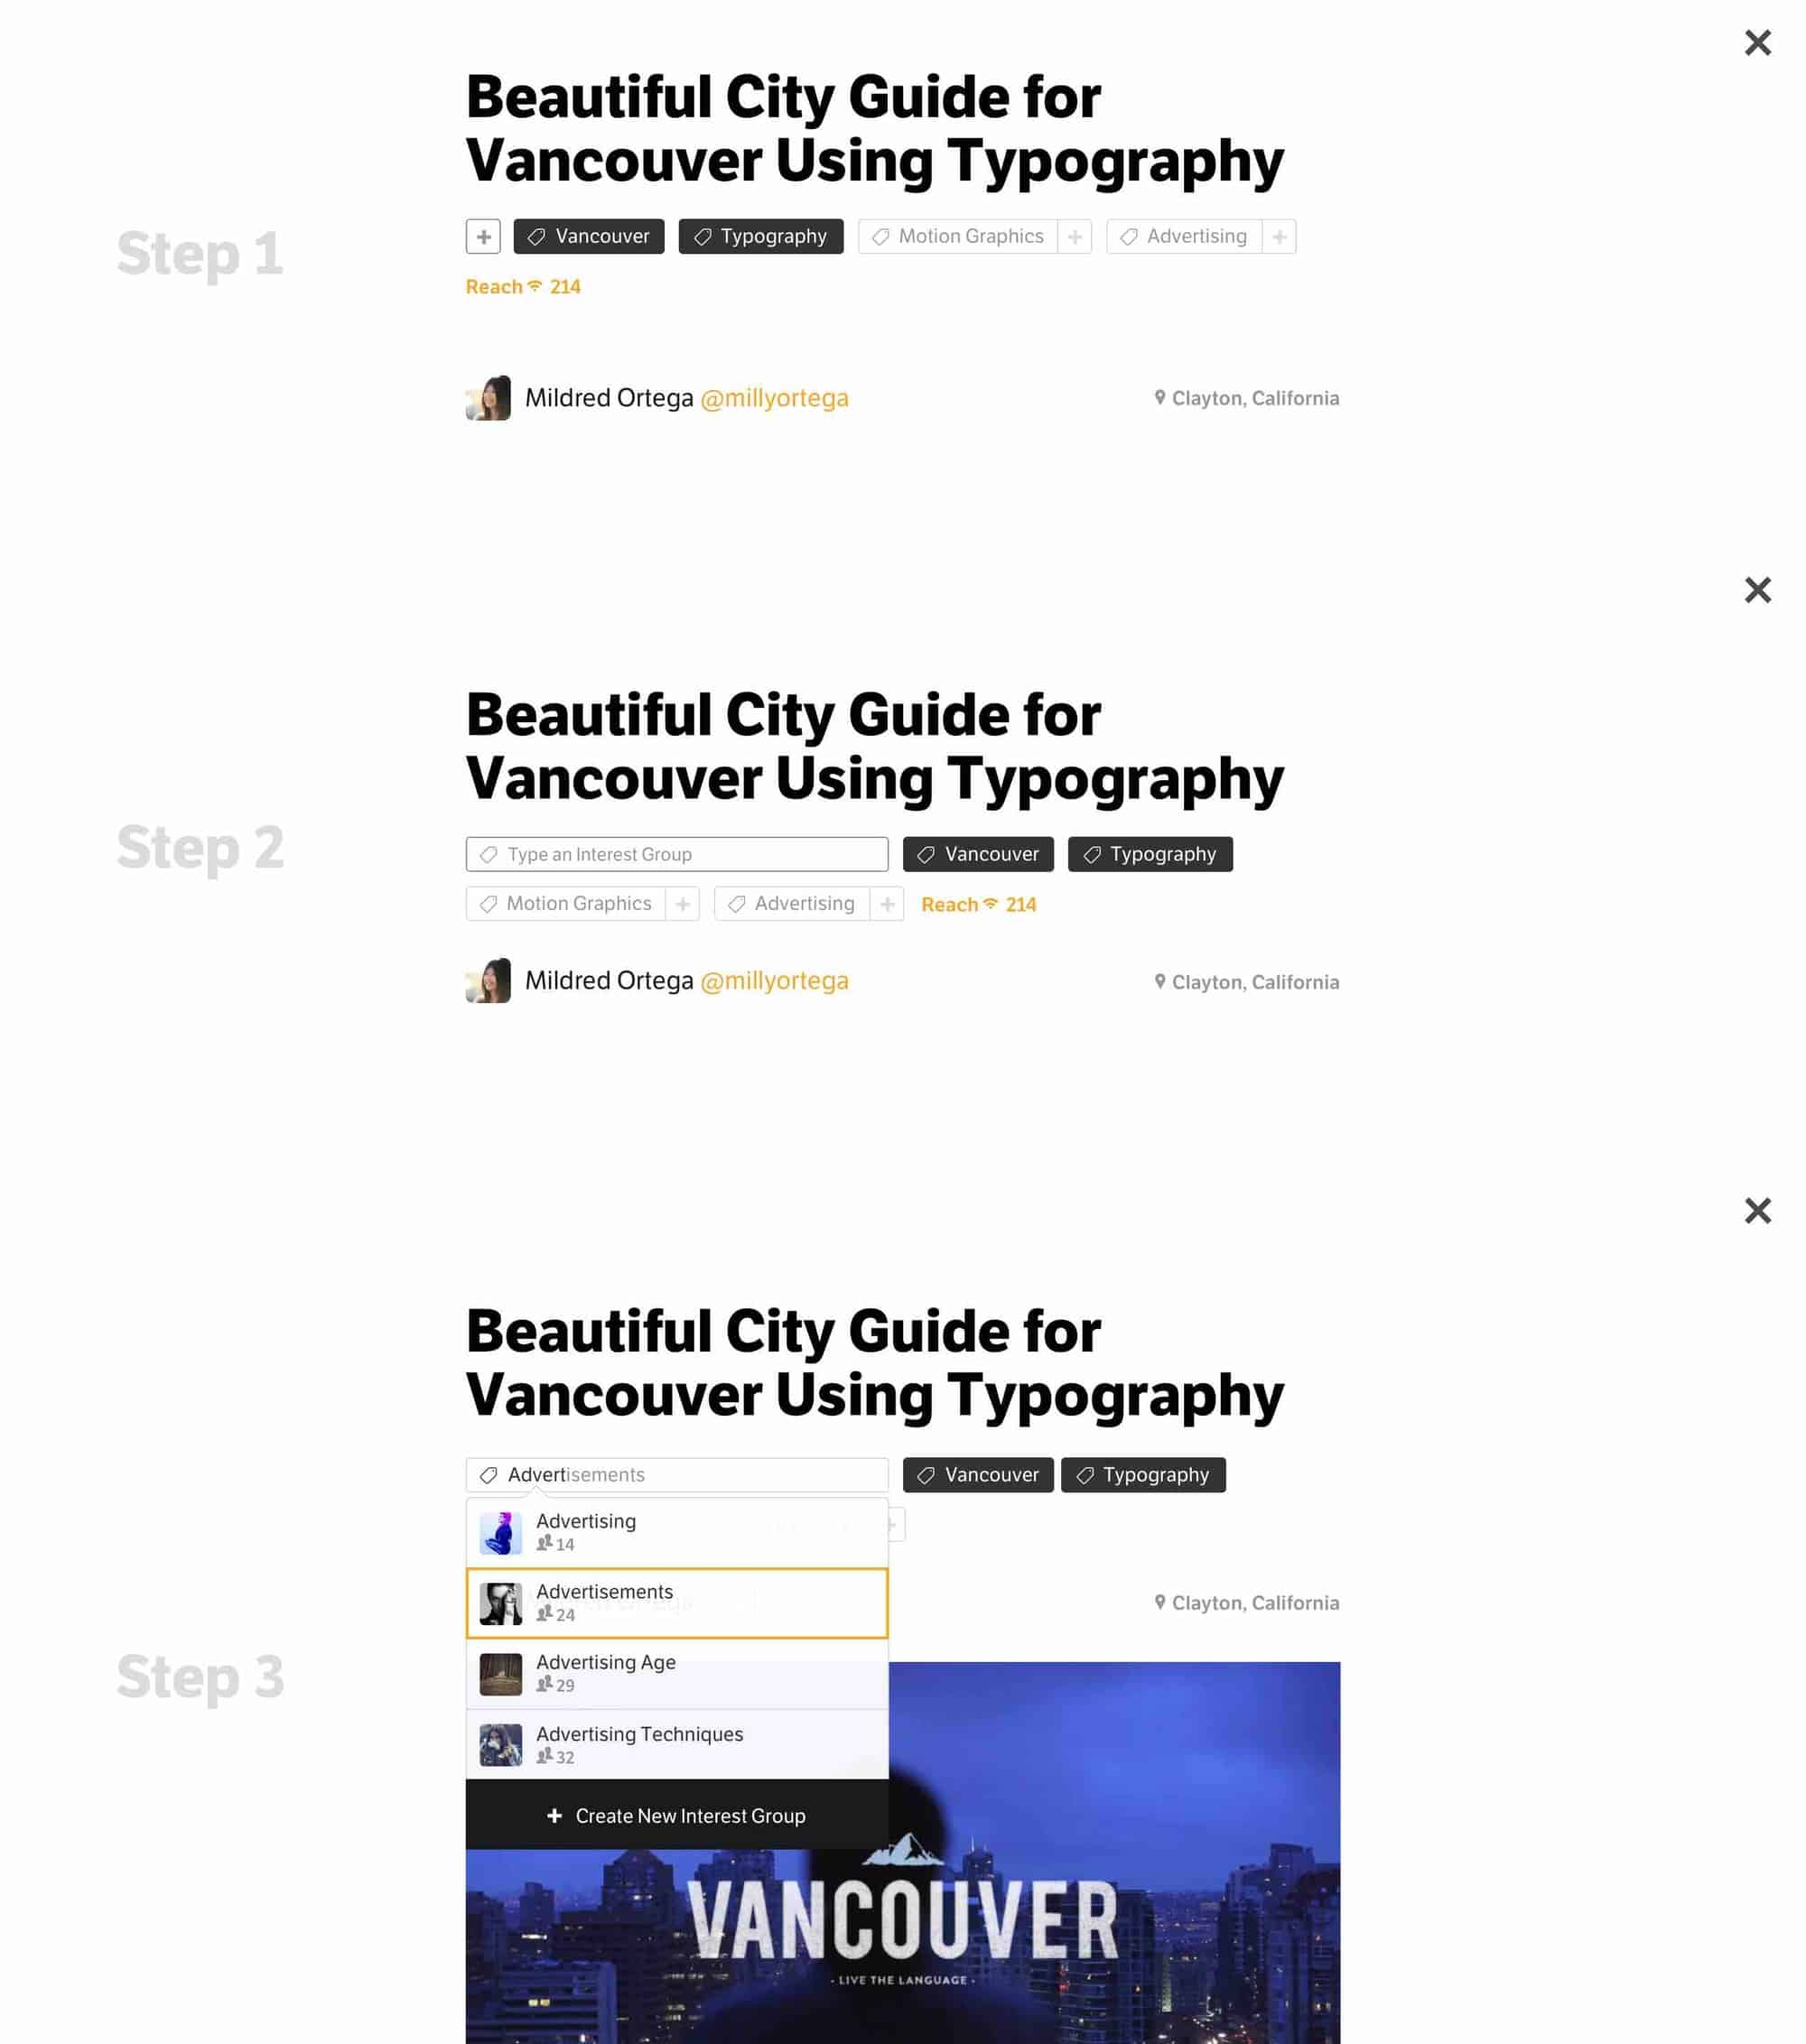 Beautiful City Guide for
Vancouver Using Typography
Step 1
Vancouver Typography Motion Graphics Advertising
Reach 214
Mildred Ortega @millyortega Clayton, California
Beautiful City Guide for
Vancouver Using Typography
Step 2
Type an Interest Group Vancouver Typography
Motion Graphics Advertising Reach 214
Mildred Ortega @millyortega Clayton, California
Beautiful City Guide for
Vancouver Using Typography
Advertisements Vancouver Typography
Advertising
14
Advertisements
24
Clayton, California
Step 3
Advertising Age
29
Advertising Techniques
32
+ Create New Interest Group
VANCOUVER
- LIVE THE LANGUAGE -